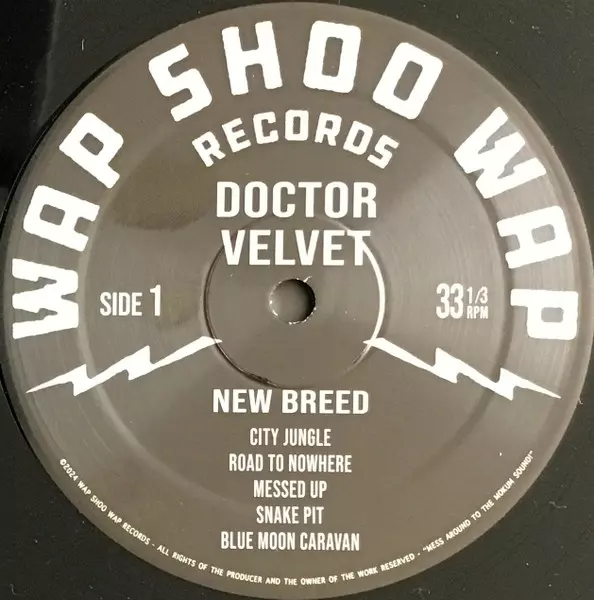 WAP SHOO WAP
RECORDS
DOCTOR
VELVET
SIDE 1
33 1/3
RPM
NEW BREED
CITY JUNGLE
ROAD TO NOWHERE
MESSED UP
SNAKE PIT
BLUE MOON CARAVAN
©2024 WAP SHOO WAP RECORDS - ALL RIGHTS OF THE PRODUCER AND THE OWNER OF THE WORK RESERVED - "MESS AROUND TO THE MOKUM SOUND!"